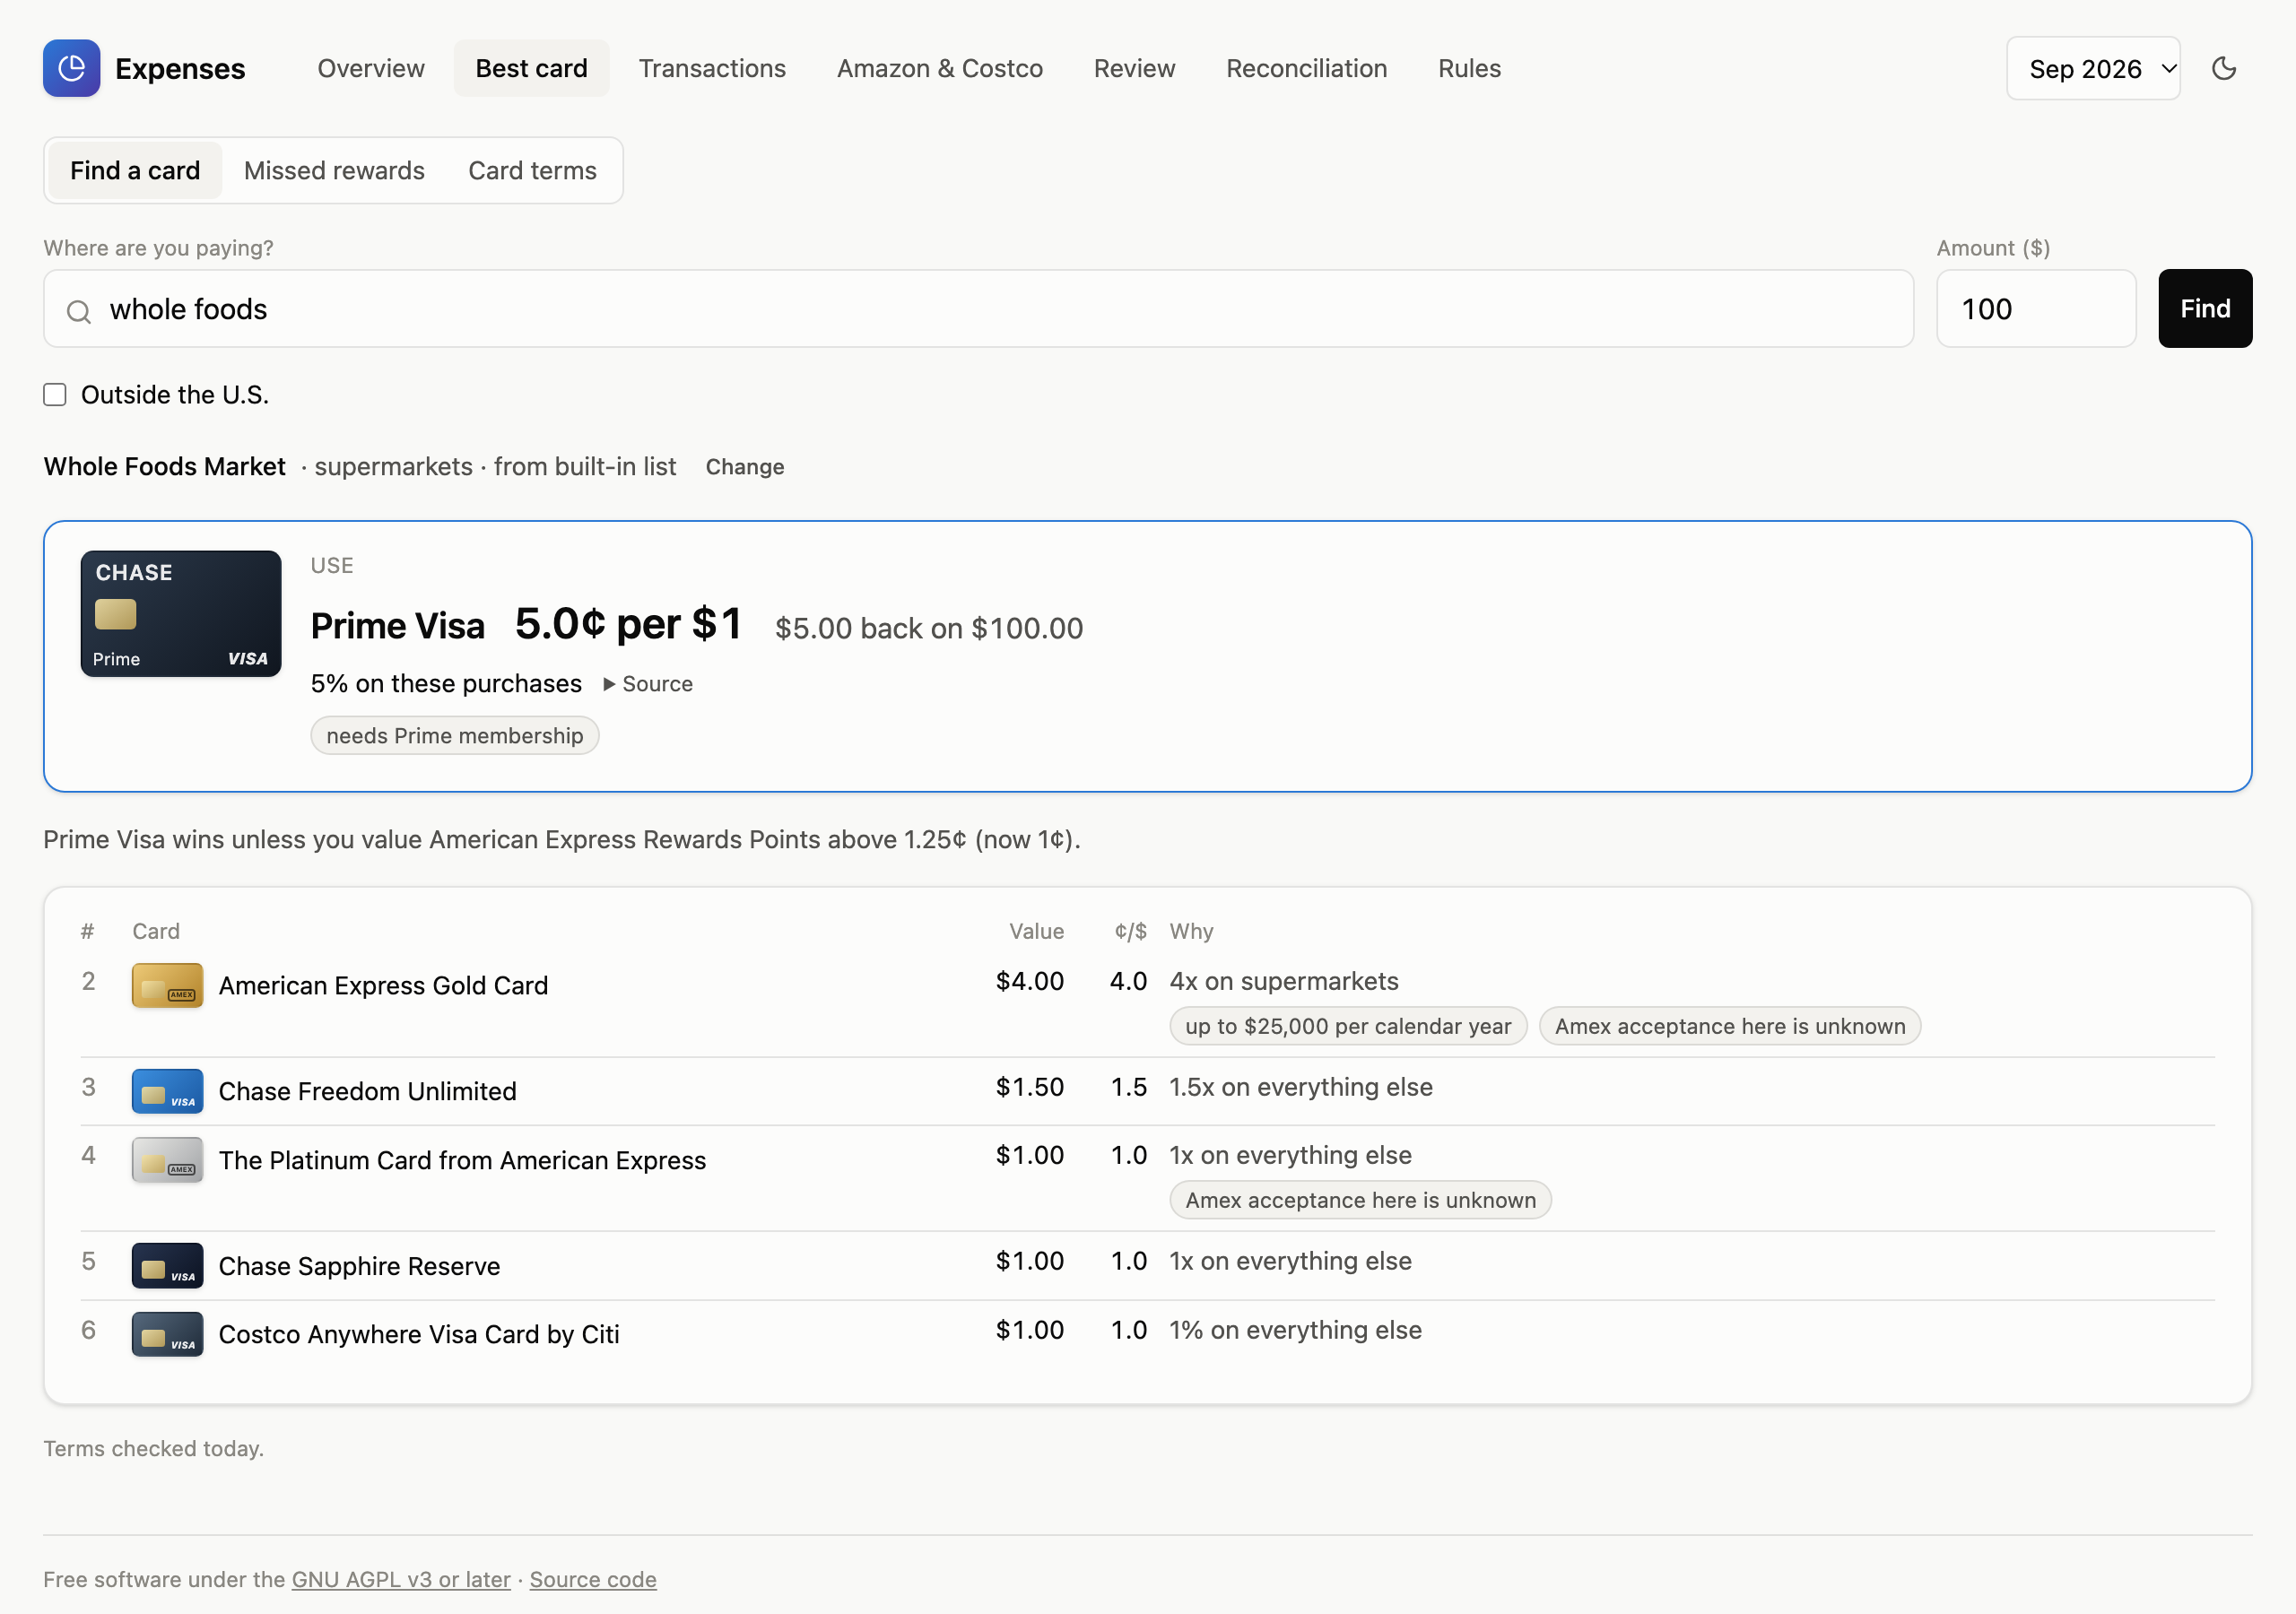 Expenses Overview Best card Transactions Amazon & Costco Review Reconciliation Rules Sep 2026
Find a card Missed rewards Card terms
Where are you paying? Amount ($)
whole foods 100 Find
Outside the U.S.
Whole Foods Market · supermarkets · from built-in list Change
CHASE
Prime VISA
USE
Prime Visa 5.0¢ per $1 $5.00 back on $100.00
5% on these purchases Source
needs Prime membership
Prime Visa wins unless you value American Express Rewards Points above 1.25¢ (now 1¢).
# Card Value ¢/$ Why
2 AMEX American Express Gold Card $4.00 4.0 4x on supermarkets
up to $25,000 per calendar year Amex acceptance here is unknown
3 VISA Chase Freedom Unlimited $1.50 1.5 1.5x on everything else
4 AMEX The Platinum Card from American Express $1.00 1.0 1x on everything else
Amex acceptance here is unknown
5 VISA Chase Sapphire Reserve $1.00 1.0 1x on everything else
6 VISA Costco Anywhere Visa Card by Citi $1.00 1.0 1% on everything else
Terms checked today.
Free software under the GNU AGPL v3 or later · Source code